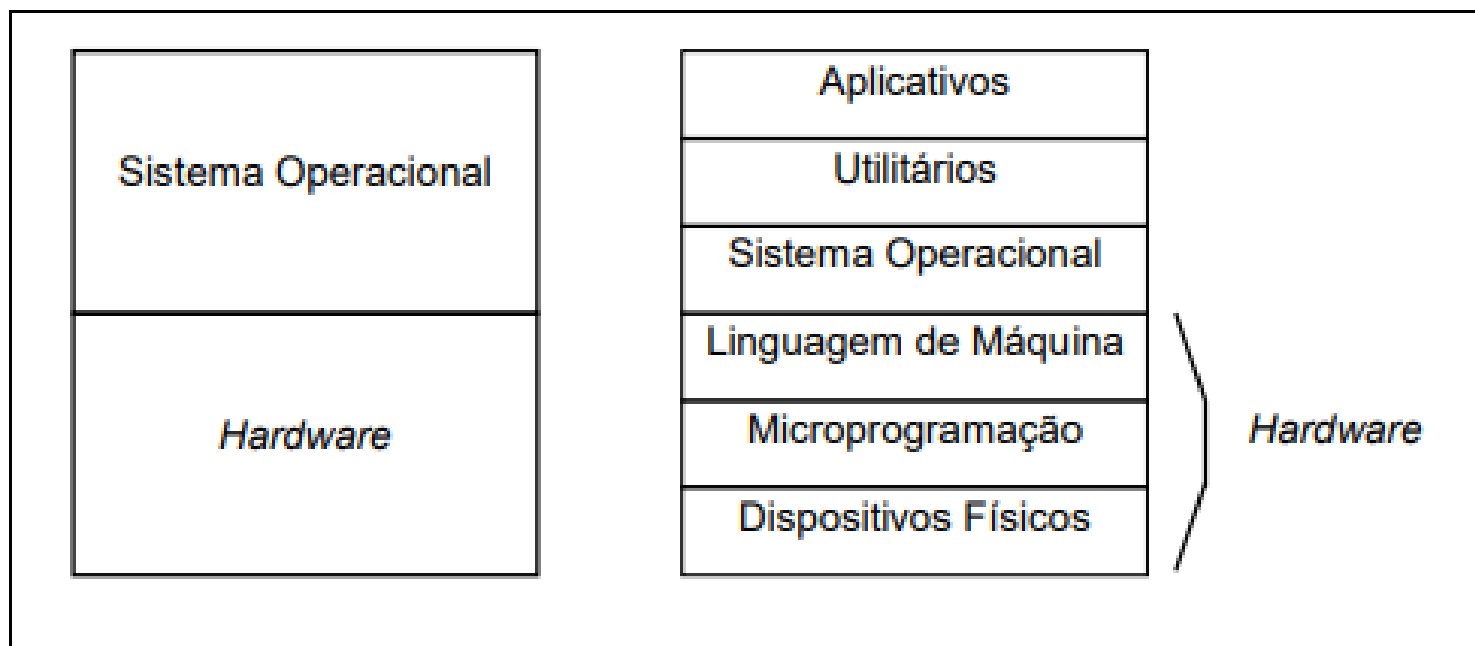 Sistema Operacional
Hardware
Aplicativos
Utilitários
Sistema Operacional
Linguagem de Máquina
Microprogramação
Dispositivos Físicos
Hardware